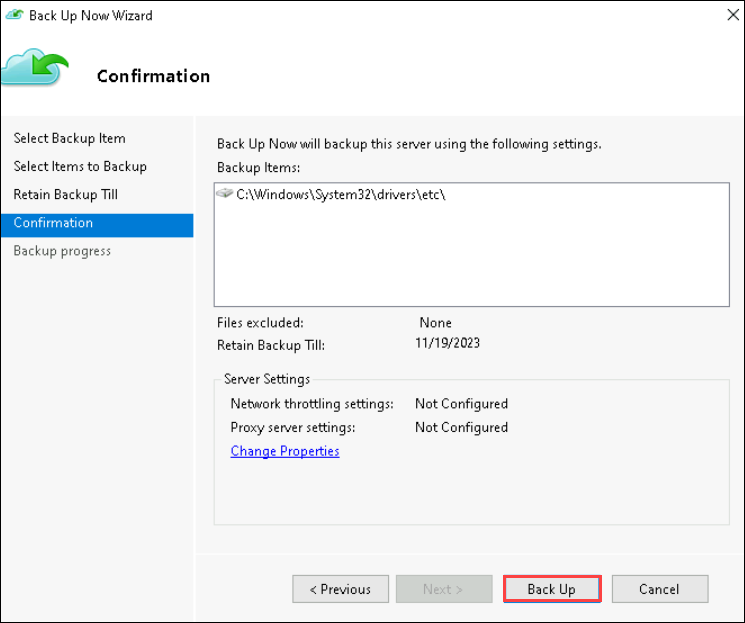 Back Up Now Wizard
Confirmation
Select Backup Item
Select Items to Backup
Retain Backup Till
Confirmation
Backup progress
Back Up Now will backup this server using the following settings.
Backup Items:
C:\Windows\System32\drivers\etc\
Files excluded: None
Retain Backup Till: 11/19/2023
Server Settings
Network throttling settings: Not Configured
Proxy server settings: Not Configured
Change Properties
< Previous Next > Back Up Cancel